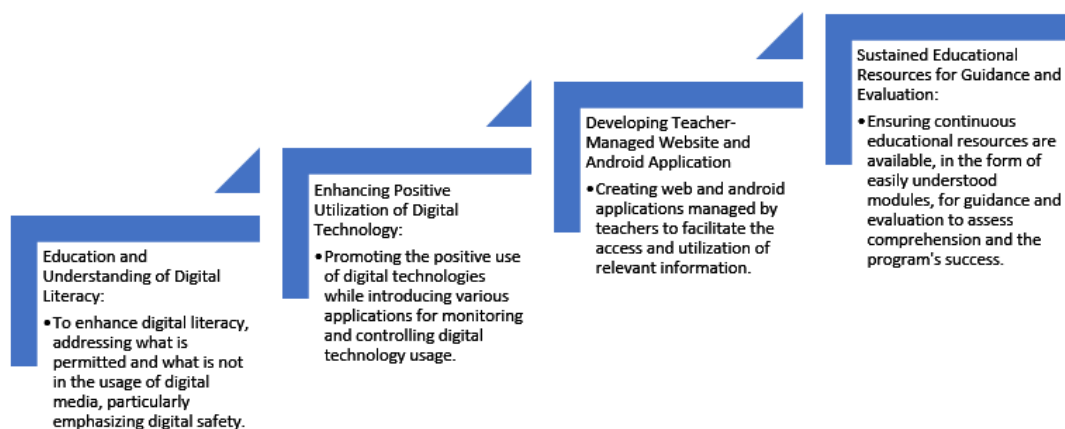 Education and
Understanding of Digital
Literacy:
•To enhance digital literacy,
addressing what is
permitted and what is not
in the usage of digital
media, particularly
emphasizing digital safety.
Enhancing Positive
Utilization of Digital
Technology:
•Promoting the positive use
of digital technologies
while introducing various
applications for monitoring
and controlling digital
technology usage.
Developing Teacher-
Managed Website and
Android Application
•Creating web and android
applications managed by
teachers to facilitate the
access and utilization of
relevant information.
Sustained Educational
Resources for Guidance and
Evaluation:
•Ensuring continuous
educational resources are
available, in the form of
easily understood
modules, for guidance and
evaluation to assess
comprehension and the
program's success.